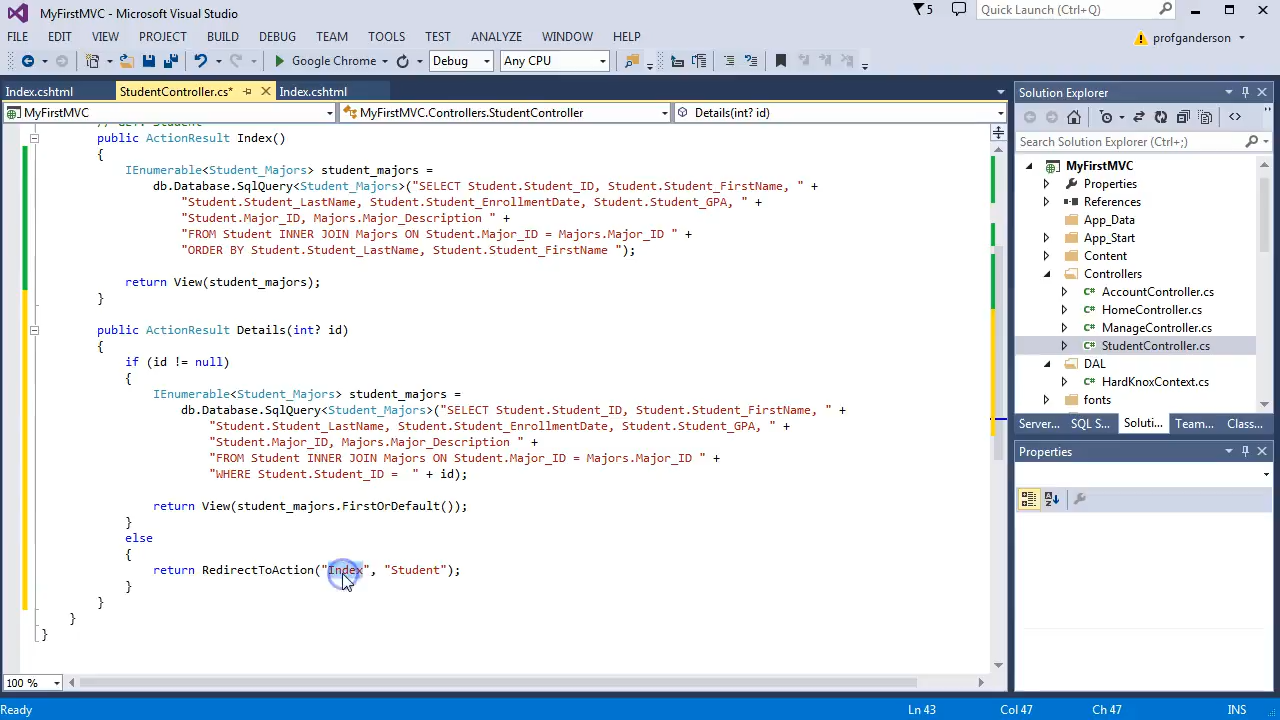 MyFirstMVC - Microsoft Visual Studio
5
Quick Launch (Ctrl+Q)
FILE EDIT VIEW PROJECT BUILD DEBUG TEAM TOOLS TEST ANALYZE WINDOW HELP
profganderson
Google Chrome Debug Any CPU
Index.cshtml StudentController.cs* Index.cshtml
MyFirstMVC MyFirstMVC.Controllers.StudentController Details(int? id)
// GET: Student
public ActionResult Index()
{
IEnumerable<Student_Majors> student_majors =
db.Database.SqlQuery<Student_Majors>("SELECT Student.Student_ID, Student.Student_FirstName, " +
"Student.Student_LastName, Student.Student_EnrollmentDate, Student.Student_GPA, " +
"Student.Major_ID, Majors.Major_Description " +
"FROM Student INNER JOIN Majors ON Student.Major_ID = Majors.Major_ID " +
"ORDER BY Student.Student_LastName, Student.Student_FirstName ");
return View(student_majors);
}
public ActionResult Details(int? id)
{
if (id != null)
{
IEnumerable<Student_Majors> student_majors =
db.Database.SqlQuery<Student_Majors>("SELECT Student.Student_ID, Student.Student_FirstName, " +
"Student.Student_LastName, Student.Student_EnrollmentDate, Student.Student_GPA, " +
"Student.Major_ID, Majors.Major_Description " +
"FROM Student INNER JOIN Majors ON Student.Major_ID = Majors.Major_ID " +
"WHERE Student.Student_ID =  " + id);
return View(student_majors.FirstOrDefault());
}
else
{
return RedirectToAction("Index", "Student");
}
}
}
}
100 %
Solution Explorer
Search Solution Explorer (Ctrl+;)
MyFirstMVC
Properties
References
App_Data
App_Start
Content
Controllers
AccountController.cs
HomeController.cs
ManageController.cs
StudentController.cs
DAL
HardKnoxContext.cs
fonts
Server... SQL S... Soluti... Team... Class...
Properties
Ready
Ln 43 Col 47 Ch 47 INS